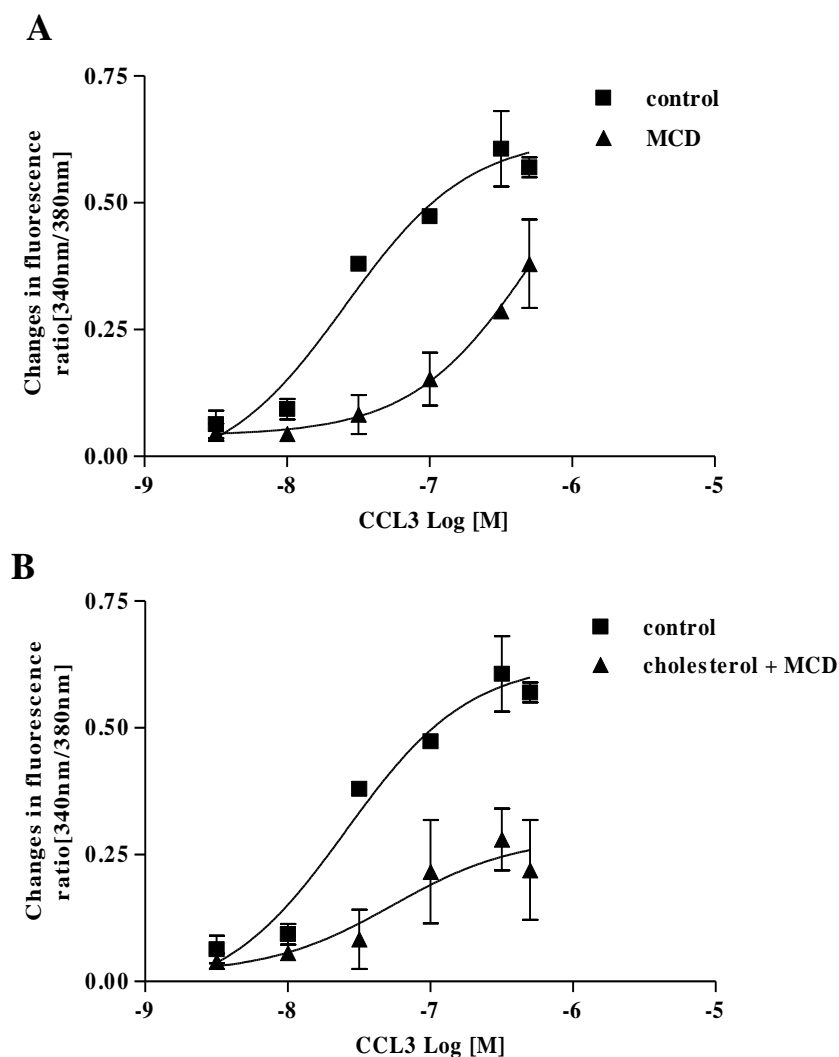 A
0.75
0.50
0.25
0.00
-9
-8
-7
-6
-5
Changes in fluorescence
ratio[340nm/380nm]
CCL3 Log [M]
control
MCD
B
0.75
0.50
0.25
0.00
-9
-8
-7
-6
-5
Changes in fluorescence
ratio[340nm/380nm]
CCL3 Log [M]
control
cholesterol + MCD